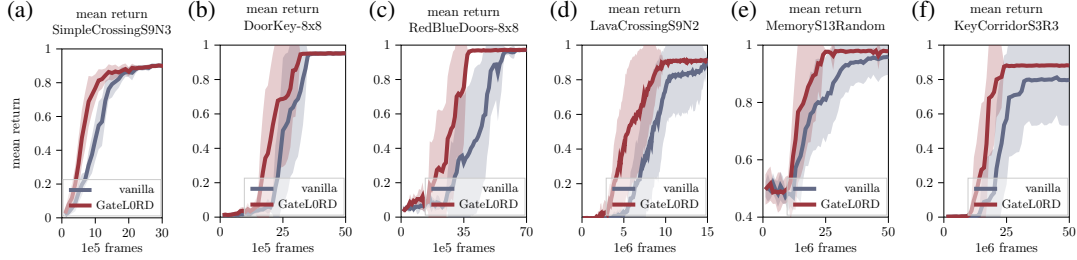 (a)
mean return
SimpleCrossingS9N3
mean return
1
0.8
0.6
0.4
0.2
0
0 10 20 30
1e5 frames
vanilla
GateL0RD
(b)
mean return
DoorKey-8x8
1
0.8
0.6
0.4
0.2
0
0 25 50
1e5 frames
vanilla
GateL0RD
(c)
mean return
RedBlueDoors-8x8
1
0.8
0.6
0.4
0.2
0
0 35 70
1e5 frames
vanilla
GateL0RD
(d)
mean return
LavaCrossingS9N2
1
0.8
0.6
0.4
0.2
0
0 5 10 15
1e6 frames
vanilla
GateL0RD
(e)
mean return
MemoryS13Random
1
0.8
0.6
0.4
0 25 50
1e6 frames
vanilla
GateL0RD
(f)
mean return
KeyCorridorS3R3
1
0.8
0.6
0.4
0.2
0
0 25 50
1e6 frames
vanilla
GateL0RD